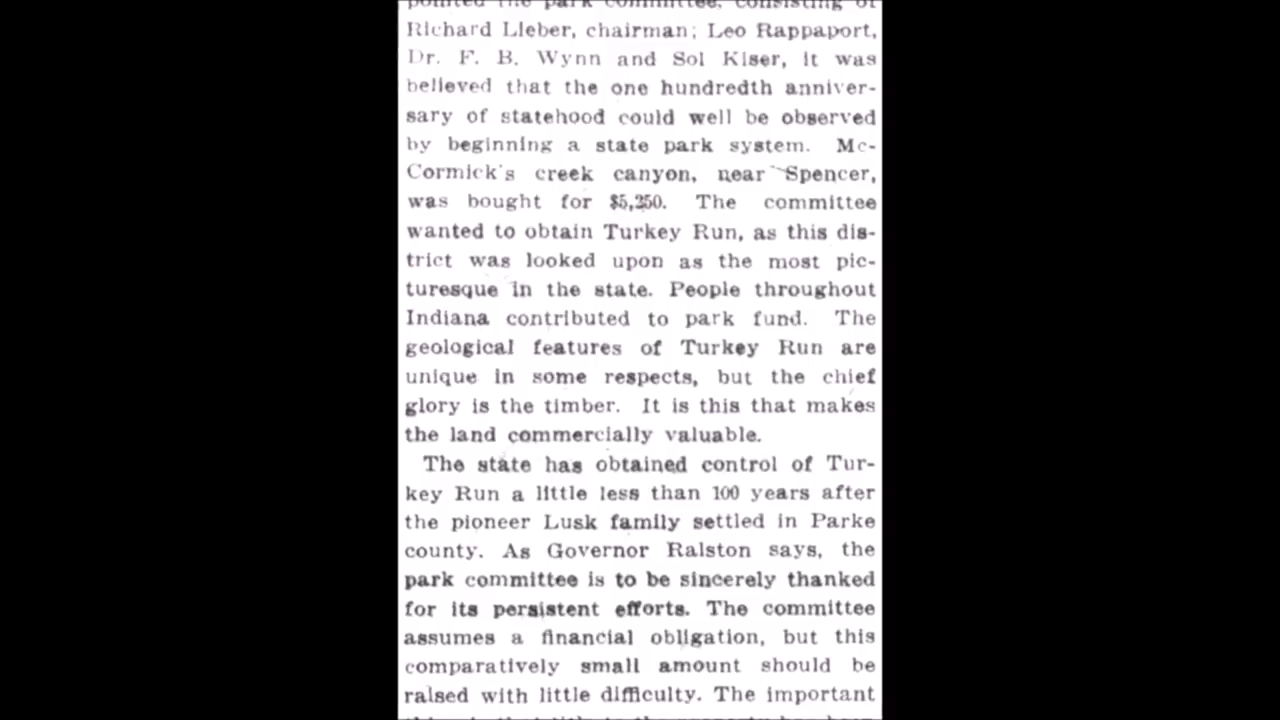 pointed the park committee, consisting of
Richard Lieber, chairman; Leo Rappaport,
Dr. F. B. Wynn and Sol Kiser, it was
believed that the one hundredth anniver-
sary of statehood could well be observed
by beginning a state park system. Mc-
Cormick's creek canyon, near Spencer,
was bought for $5,250. The committee
wanted to obtain Turkey Run, as this dis-
trict was looked upon as the most pic-
turesque in the state. People throughout
Indiana contributed to park fund. The
geological features of Turkey Run are
unique in some respects, but the chief
glory is the timber. It is this that makes
the land commercially valuable.
The state has obtained control of Tur-
key Run a little less than 100 years after
the pioneer Lusk family settled in Parke
county. As Governor Ralston says, the
park committee is to be sincerely thanked
for its persistent efforts. The committee
assumes a financial obligation, but this
comparatively small amount should be
raised with little difficulty. The important